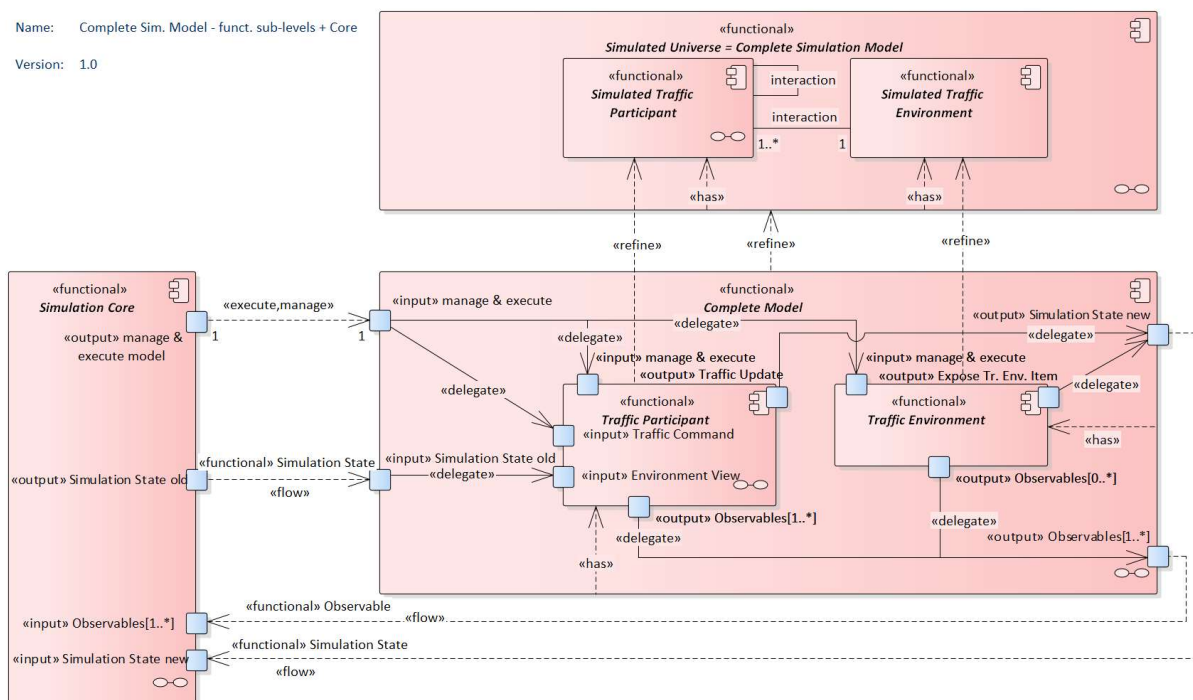 Name: Complete Sim. Model - funct. sub-levels + Core
Version: 1.0
«functional»
Simulated Universe = Complete Simulation Model
«functional»
Simulated Traffic
Participant
interaction
interaction
1..*
1
«functional»
Simulated Traffic
Environment
«has»
«has»
«refine»
«refine»
«refine»
«functional»
Simulation Core
«output» manage &
execute model
1
«execute,manage»
1
«functional»
Complete Model
«input» manage & execute
«delegate»
«delegate»
«delegate»
«output» Simulation State new
«delegate»
«input» manage & execute
«output» Traffic Update
«input» manage & execute
«output» Expose Tr. Env. Item
«delegate»
«functional»
Traffic Participant
«input» Traffic Command
«input» Environment View
«functional»
Traffic Environment
«has»
«output» Simulation State old
«functional» Simulation State
«flow»
«input» Simulation State old
«delegate»
«output» Observables[1..*]
«delegate»
«output» Observables[0..*]
«delegate»
«output» Observables[1..*]
«has»
«input» Observables[1..*]
«functional» Observable
«flow»
«input» Simulation State new
«functional» Simulation State
«flow»